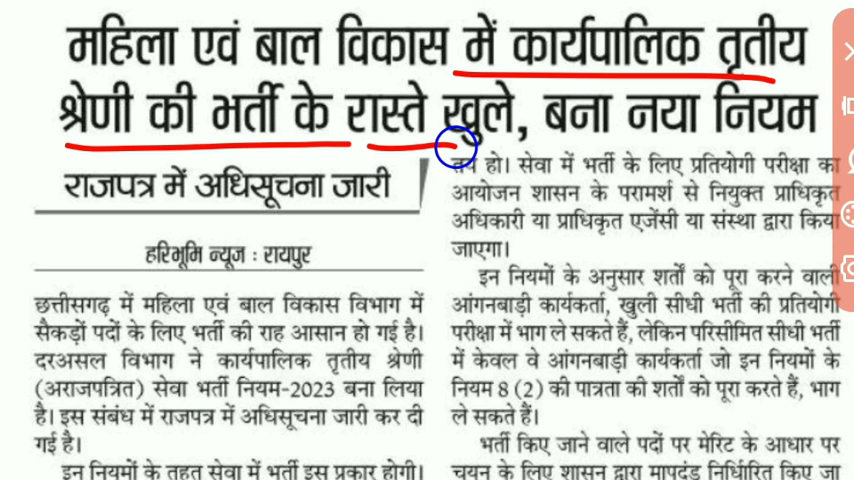 महिला एवं बाल विकास में कार्यपालिक तृतीय
श्रेणी की भर्ती के रास्ते खुले, बना नया नियम
राजपत्र में अधिसूचना जारी
हरिभूमि न्यूज : रायपुर
छत्तीसगढ़ में महिला एवं बाल विकास विभाग में
सैकड़ों पदों के लिए भर्ती की राह आसान हो गई है।
दरअसल विभाग ने कार्यपालिक तृतीय श्रेणी
(अराजपत्रित) सेवा भर्ती नियम-2023 बना लिया
है। इस संबंध में राजपत्र में अधिसूचना जारी कर दी
गई है।
इन नियमों के तहत सेवा में भर्ती इस प्रकार होगी।
तय हो। सेवा में भर्ती के लिए प्रतियोगी परीक्षा का
आयोजन शासन के परामर्श से नियुक्त प्राधिकृत
अधिकारी या प्राधिकृत एजेंसी या संस्था द्वारा किया
जाएगा।
इन नियमों के अनुसार शर्तों को पूरा करने वाली
आंगनबाड़ी कार्यकर्ता, खुली सीधी भर्ती की प्रतियोगी
परीक्षा में भाग ले सकते हैं, लेकिन परिसीमित सीधी भर्ती
में केवल वे आंगनबाड़ी कार्यकर्ता जो इन नियमों के
नियम 8 (2) की पात्रता की शर्तों को पूरा करते हैं, भाग
ले सकते हैं।
भर्ती किए जाने वाले पदों पर मेरिट के आधार पर
चयन के लिए शासन द्वारा मापदंड निर्धारित किए जा